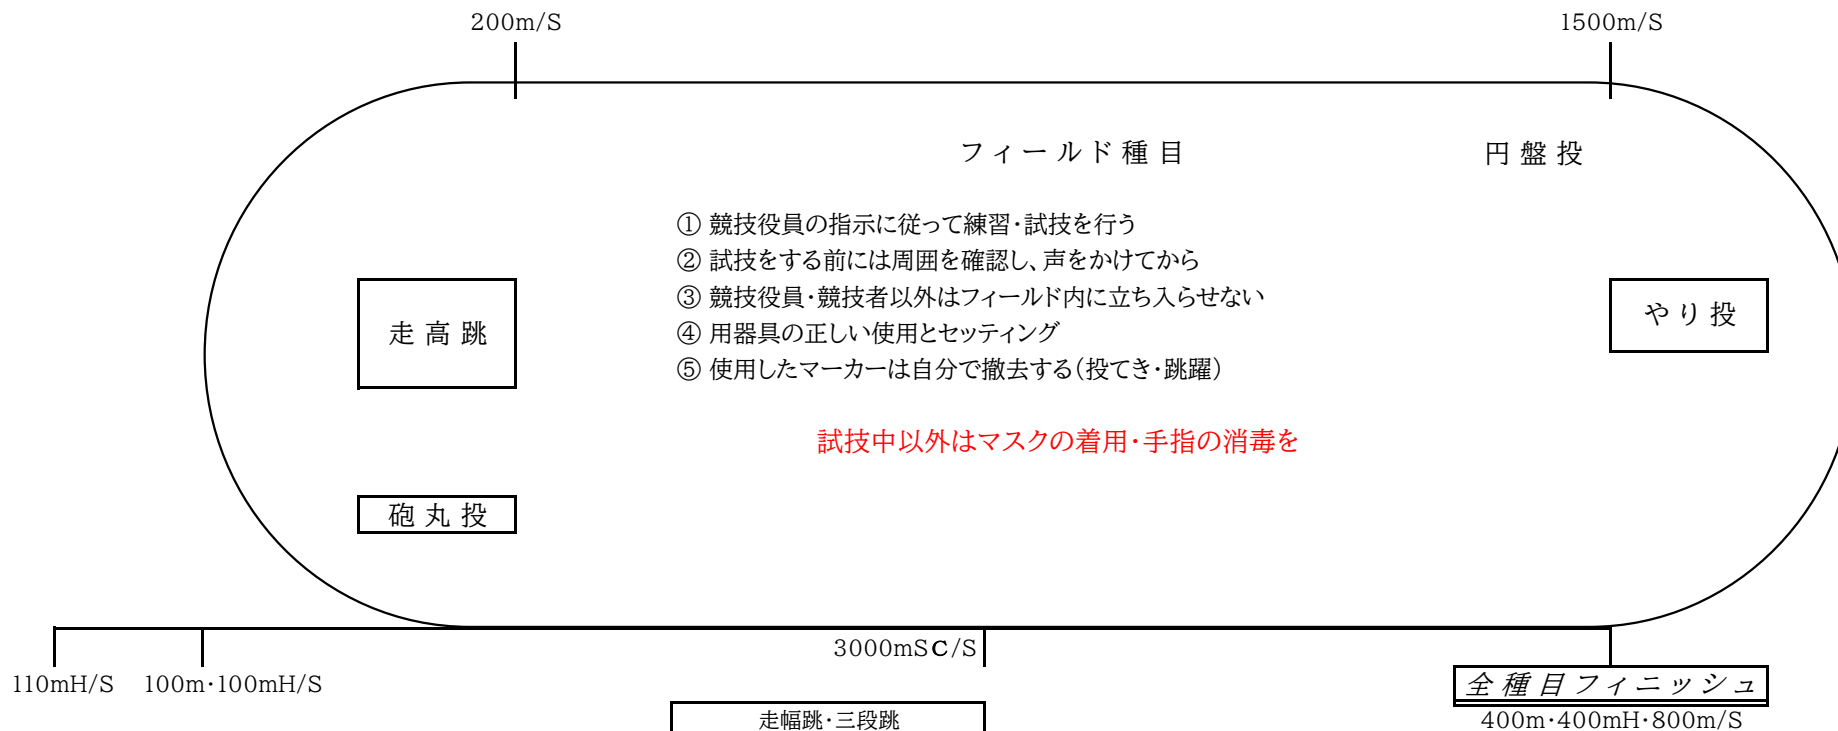 200m/S
1500m/S
フィールド種目
円盤投
① 競技役員の指示に従って練習・試技を行う
② 試技をする前には周囲を確認し、声をかけてから
③ 競技役員・競技者以外はフィールド内に立ち入らせない
④ 用器具の正しい使用とセッティング
⑤ 使用したマーカーは自分で撤去する(投てき・跳躍)
走高跳
やり投
試技中以外はマスクの着用・手指の消毒を
砲丸投
3000mSC/S
110mH/S
100m・100mH/S
全種目フィニッシュ
走幅跳・三段跳
400m・400mH・800m/S